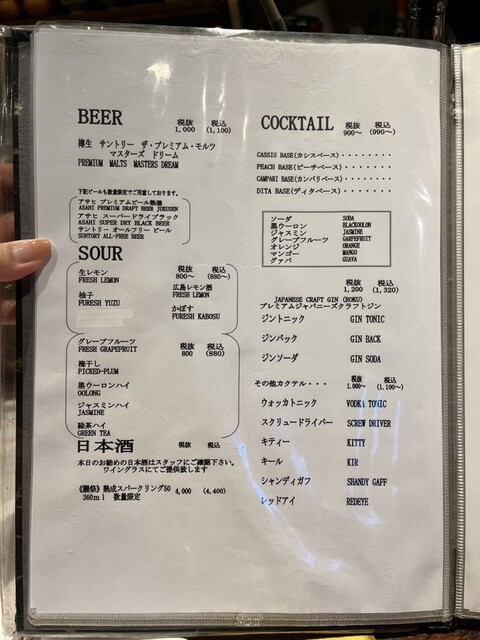 BEER 税抜 税込
1,000 (1,100)
樽生 サントリー ザ・プレミアム・モルツ
マスターズ ドリーム
PREMIUM MALTS MASTERS DREAM
下記ビールも数量限定でご用意しております。
アサヒ プレミアムビール熟撰
ASAHI PREMIUM DRAFT BEER JUKUSEN
アサヒ スーパードライブラック
ASAHI SUPER DRY BLACK BEER
サントリー オールフリー ビール
SUNTORY ALL-FREE BEER
SOUR
生レモン 税抜 税込
FRESH LEMON 800~ (880~)
広島レモン酒
柚子 FRESH LEMON
FURESH YUZU
かぼす
FURESH KABOSU
グレープフルーツ 税抜 税込
FRESH GRAPEFRUIT 800 (880)
梅干し
PICKED-PLUM
黒ウーロンハイ
OOLONG
ジャスミンハイ
JASMINE
緑茶ハイ
GREEN TEA
日本酒 税抜 税込
本日のお勧めの日本酒はスタッフにご確認下さい。
ワイングラスにてご提供致します
《獺祭》熟成スパークリング50 4,000 (4,400)
360ml 数量限定
COCKTAIL 税抜 税込
900~ (990~)
CASSIS BASE(カシスベース)・・・・・・・・
PEACH BASE(ピーチベース)・・・・・・・・
CAMPARI BASE(カンパリベース)・・・・・・
DITA BASE(ディタベース)・・・・・・・・
ソーダ SODA
黒ウーロン BLACKOOLON
ジャスミン JASMINE
グレープフルーツ GARPEFRUIT
オレンジ ORANGE
マンゴー MANGO
グァバ GUAVA
税抜 税込
1,200 (1,320)
JAPANESE CRAFT GIN (ROKU)
プレミアムジャパニーズクラフトジン
ジントニック GIN TONIC
ジンバック GIN BACK
ジンソーダ GIN SODA
その他カクテル・・・ 税抜 税込
1,000~ (1,100~)
ウォッカトニック VODKA TONIC
スクリュードライバー SCREW DRIVER
キティー KITTY
キール KIR
シャンディガフ SHANDY GAFF
レッドアイ REDEYE